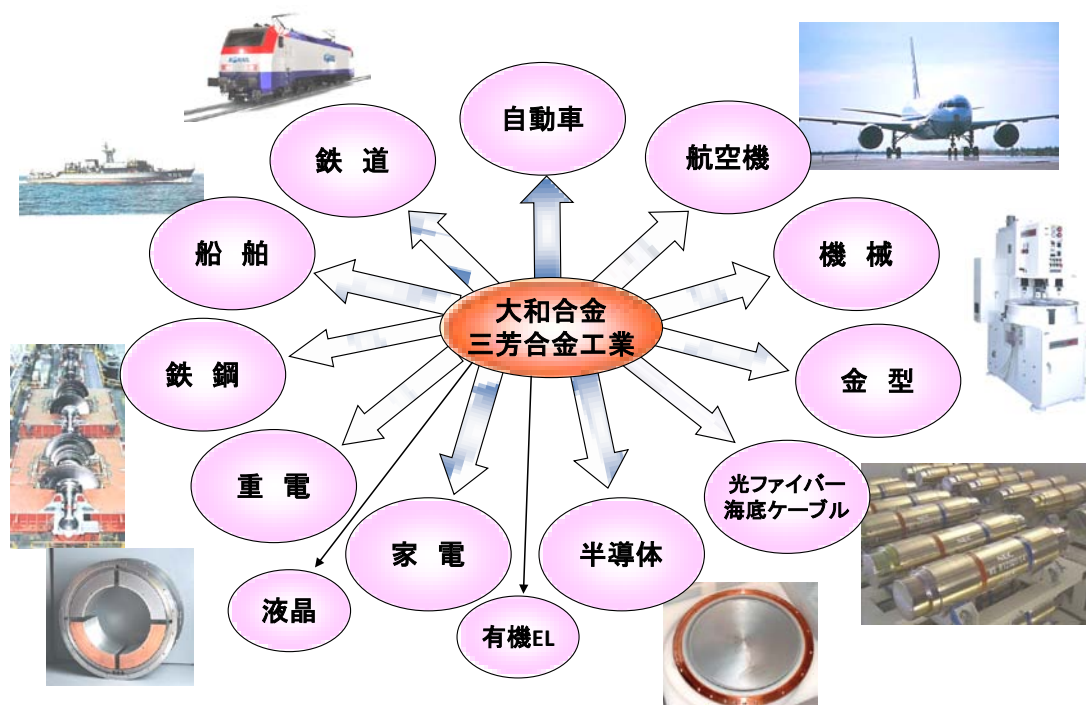 自動車
鉄 道
航空機
船 舶
機 械
大和合金
三芳合金工業
鉄 鋼
金 型
重 電
光ファイバー
海底ケーブル
家 電
半導体
液晶
有機EL
NEC